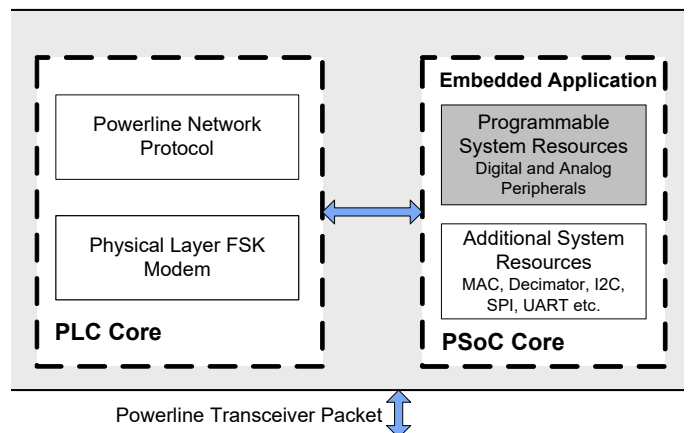 Powerline Network
Protocol
Physical Layer FSK
Modem
PLC Core
Embedded Application
Programmable
System Resources
Digital and Analog
Peripherals
Additional System
Resources
MAC, Decimator, I2C,
SPI, UART etc.
PSoC Core
Powerline Transceiver Packet